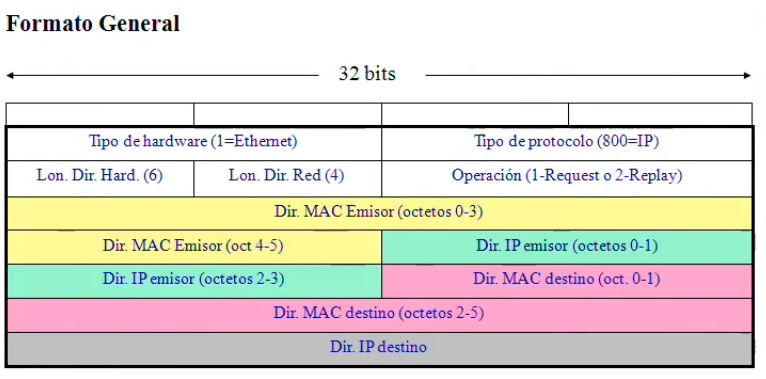 Formato General
32 bits
Tipo de hardware (1=Ethernet)
Tipo de protocolo (800=IP)
Lon. Dir. Hard. (6)
Lon. Dir. Red (4)
Operación (1-Request o 2-Replay)
Dir. MAC Emisor (octetos 0-3)
Dir. MAC Emisor (oct 4-5)
Dir. IP emisor (octetos 0-1)
Dir. IP emisor (octetos 2-3)
Dir. MAC destino (oct. 0-1)
Dir. MAC destino (octetos 2-5)
Dir. IP destino